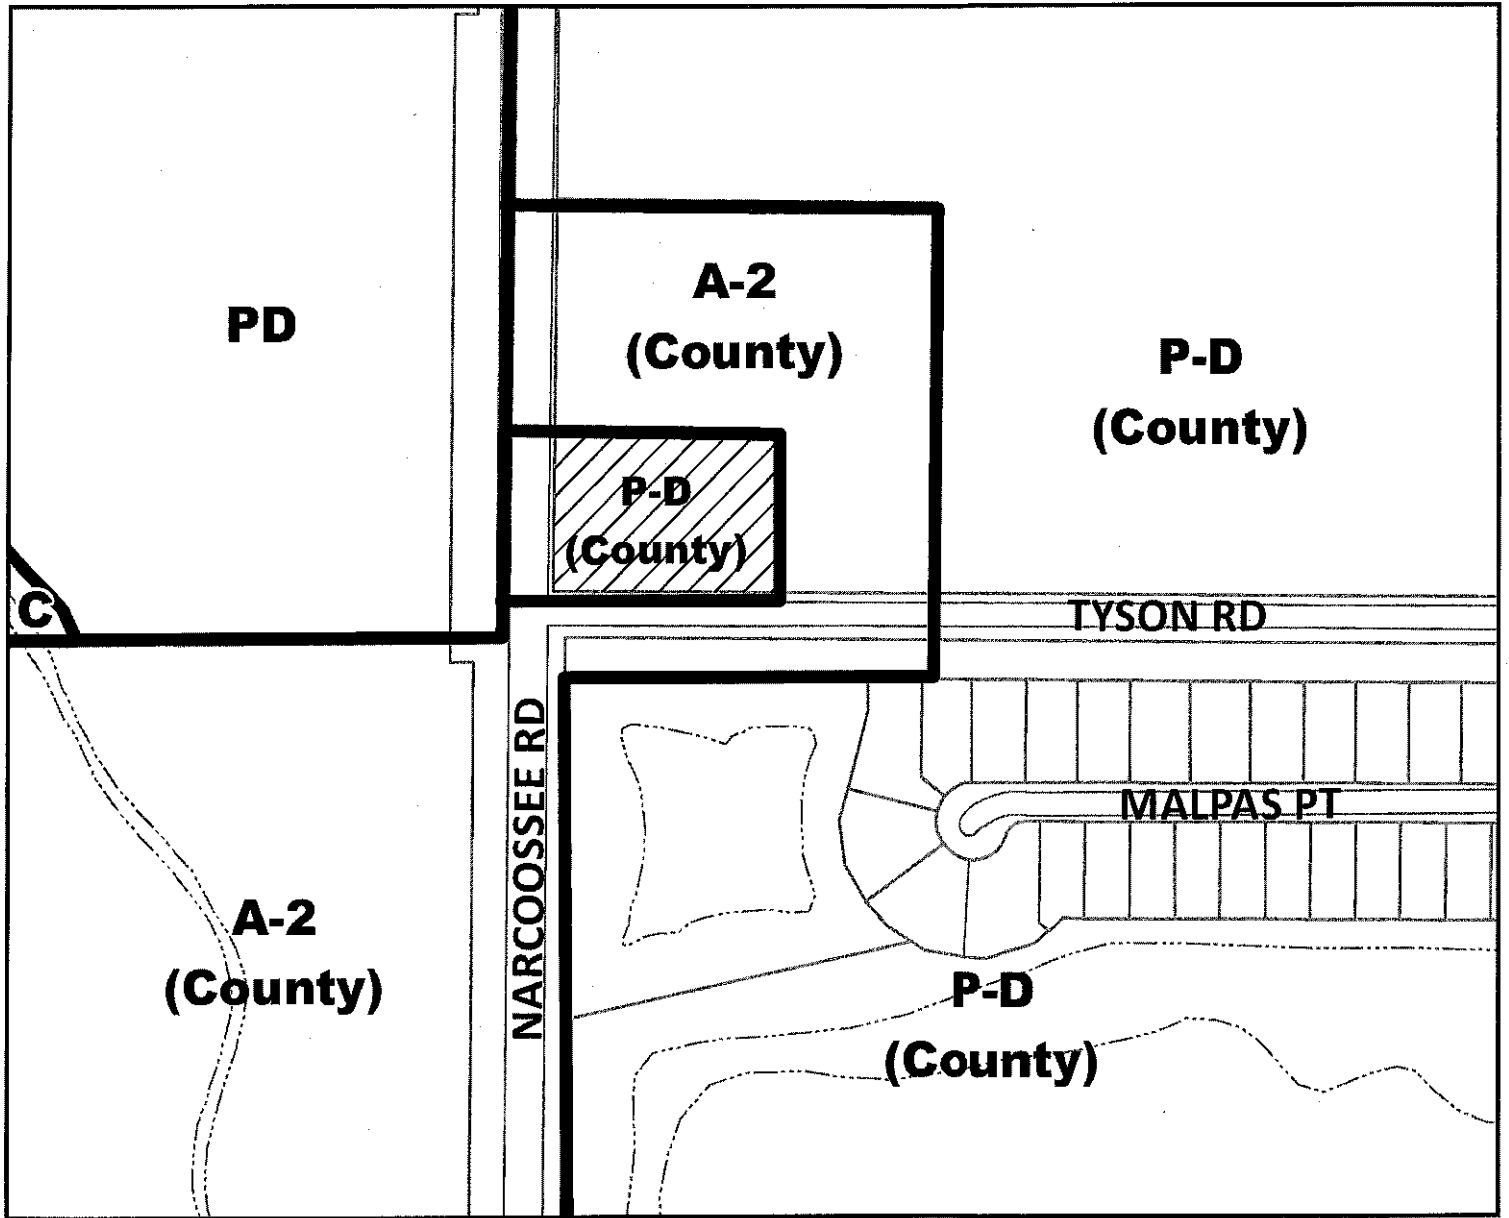 A-2
(County)
PD
P-D
(County)
P-D
(County)
C
TYSON RD
NARCOOSSEE RD
MALPAS PT
A-2
(County)
P-D
(County)